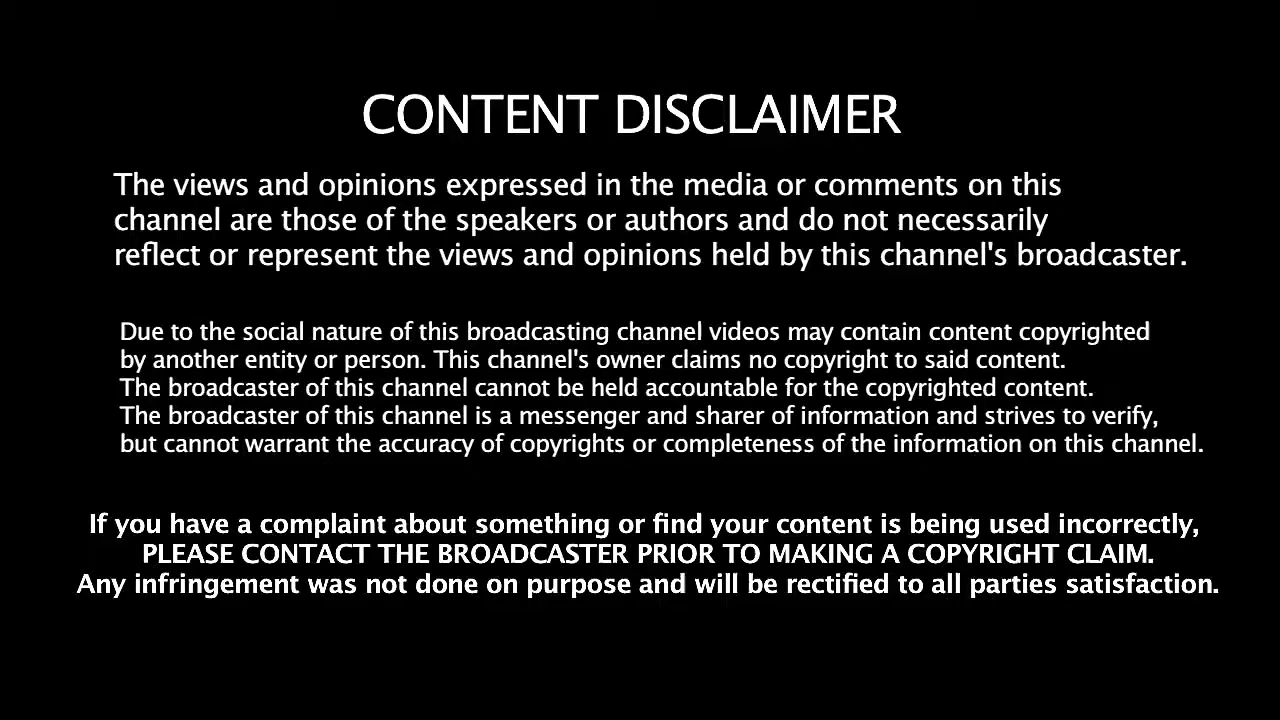 CONTENT DISCLAIMER
The views and opinions expressed in the media or comments on this
channel are those of the speakers or authors and do not necessarily
reflect or represent the views and opinions held by this channel's broadcaster.
Due to the social nature of this broadcasting channel videos may contain content copyrighted
by another entity or person. This channel's owner claims no copyright to said content.
The broadcaster of this channel cannot be held accountable for the copyrighted content.
The broadcaster of this channel is a messenger and sharer of information and strives to verify,
but cannot warrant the accuracy of copyrights or completeness of the information on this channel.
If you have a complaint about something or find your content is being used incorrectly,
PLEASE CONTACT THE BROADCASTER PRIOR TO MAKING A COPYRIGHT CLAIM.
Any infringement was not done on purpose and will be rectified to all parties satisfaction.